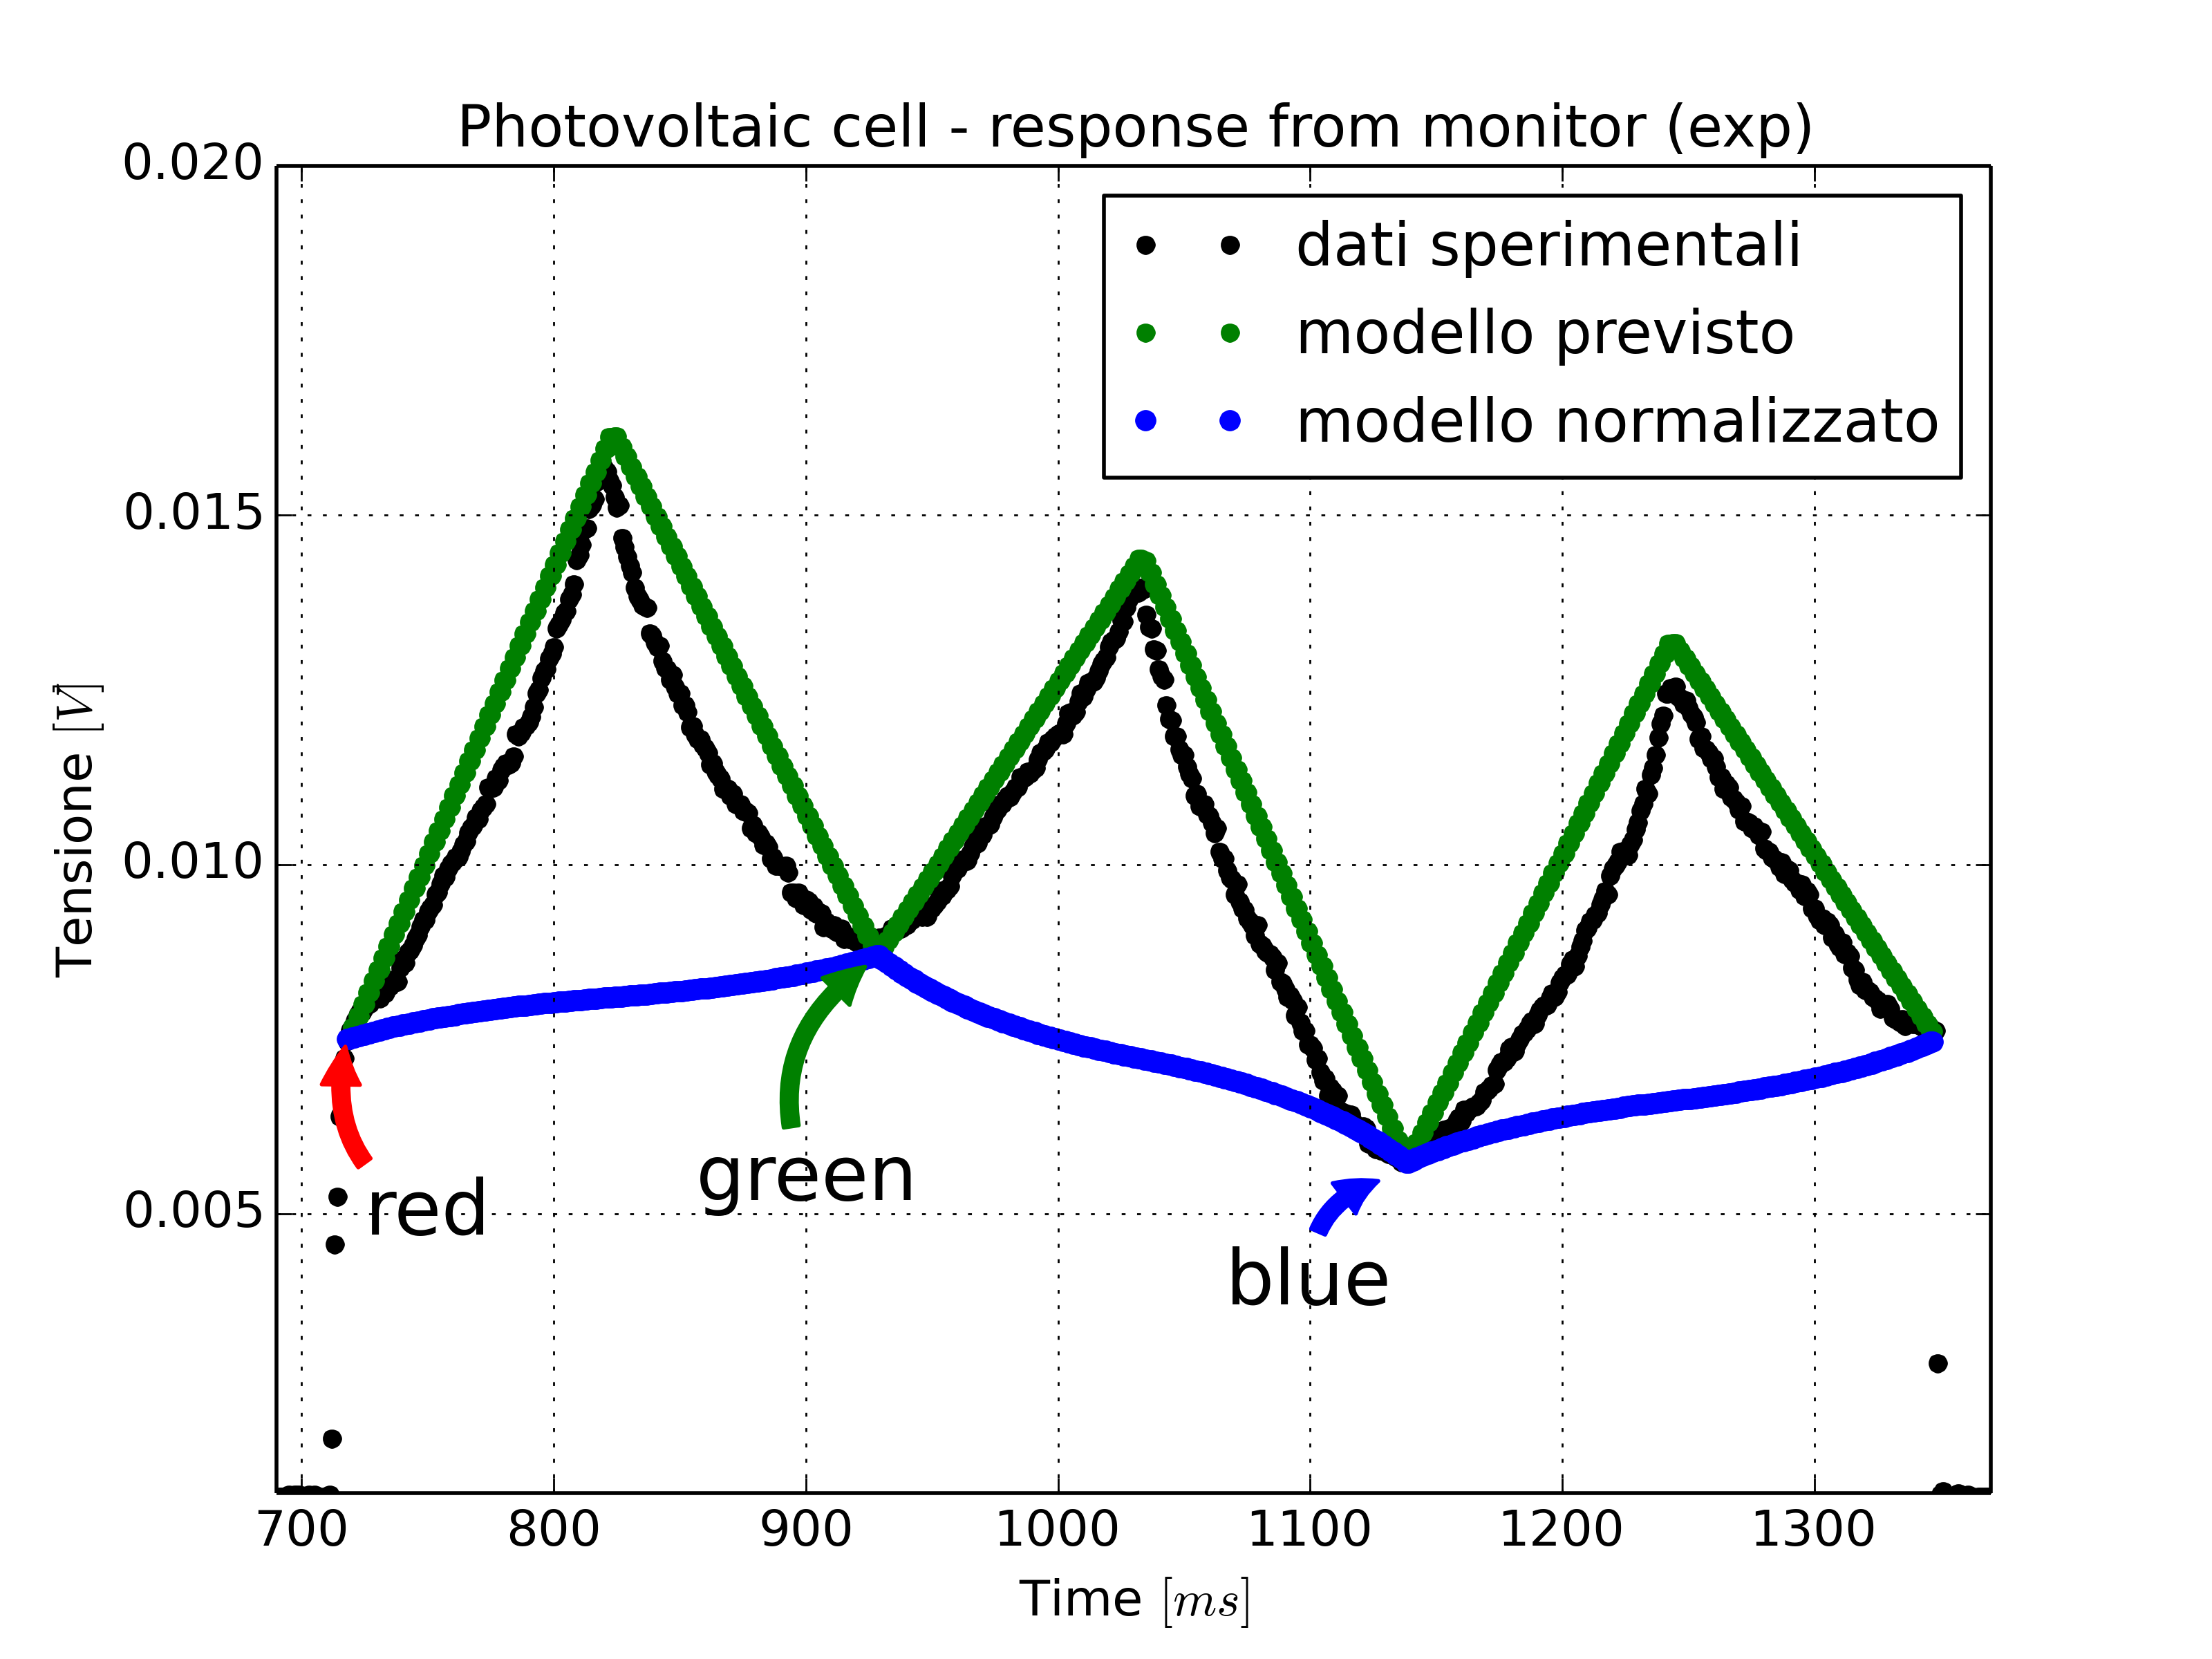 Photovoltaic cell - response from monitor (exp)
0.020
0.015
0.010
0.005
Tensione [V]
dati sperimentali
modello previsto
modello normalizzato
red
green
blue
700 800 900 1000 1100 1200 1300
Time [ms]